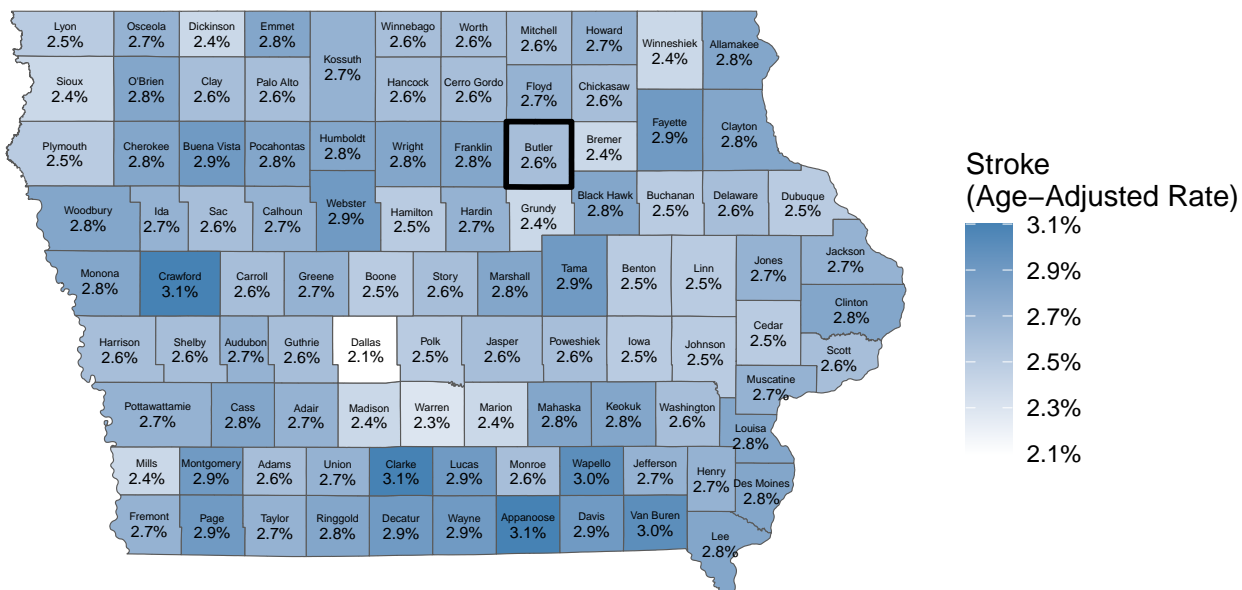 Lyon
2.5%
Osceola
2.7%
Dickinson
2.4%
Emmet
2.8%
Kossuth
2.7%
Winnebago
2.6%
Worth
2.6%
Mitchell
2.6%
Howard
2.7%
Winneshiek
2.4%
Allamakee
2.8%
Sioux
2.4%
O'Brien
2.8%
Clay
2.6%
Palo Alto
2.6%
Hancock
2.6%
Cerro Gordo
2.6%
Floyd
2.7%
Chickasaw
2.6%
Fayette
2.9%
Clayton
2.8%
Plymouth
2.5%
Cherokee
2.8%
Buena Vista
2.9%
Pocahontas
2.8%
Humboldt
2.8%
Wright
2.8%
Franklin
2.8%
Butler
2.6%
Bremer
2.4%
Woodbury
2.8%
Ida
2.7%
Sac
2.6%
Calhoun
2.7%
Webster
2.9%
Hamilton
2.5%
Hardin
2.7%
Grundy
2.4%
Black Hawk
2.8%
Buchanan
2.5%
Delaware
2.6%
Dubuque
2.5%
Monona
2.8%
Crawford
3.1%
Carroll
2.6%
Greene
2.7%
Boone
2.5%
Story
2.6%
Marshall
2.8%
Tama
2.9%
Benton
2.5%
Linn
2.5%
Jones
2.7%
Jackson
2.7%
Clinton
2.8%
Harrison
2.6%
Shelby
2.6%
Audubon
2.7%
Guthrie
2.6%
Dallas
2.1%
Polk
2.5%
Jasper
2.6%
Poweshiek
2.6%
Iowa
2.5%
Johnson
2.5%
Cedar
2.5%
Scott
2.6%
Muscatine
2.7%
Pottawattamie
2.7%
Cass
2.8%
Adair
2.7%
Madison
2.4%
Warren
2.3%
Marion
2.4%
Mahaska
2.8%
Keokuk
2.8%
Washington
2.6%
Louisa
2.8%
Mills
2.4%
Montgomery
2.9%
Adams
2.6%
Union
2.7%
Clarke
3.1%
Lucas
2.9%
Monroe
2.6%
Wapello
3.0%
Jefferson
2.7%
Henry
2.7%
Des Moines
2.8%
Fremont
2.7%
Page
2.9%
Taylor
2.7%
Ringgold
2.8%
Decatur
2.9%
Wayne
2.9%
Appanoose
3.1%
Davis
2.9%
Van Buren
3.0%
Lee
2.8%
Stroke
(Age−Adjusted Rate)
3.1%
2.9%
2.7%
2.5%
2.3%
2.1%